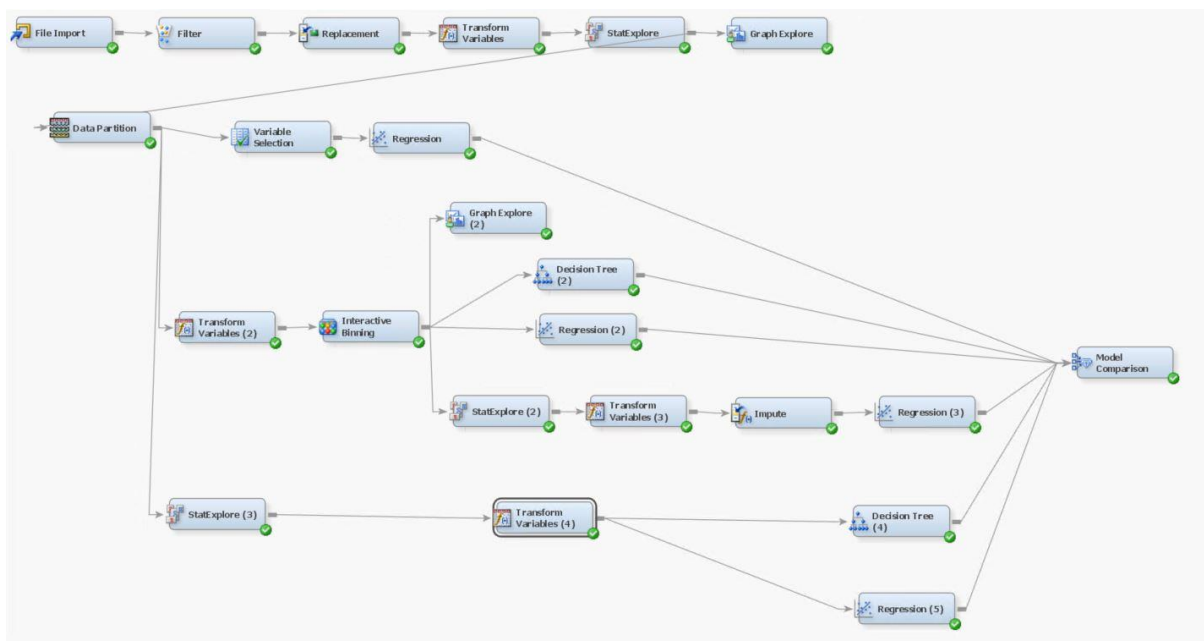 File Import
Filter
Replacement
Transform
Variables
StatExplore
Graph Explore
Data Partition
Variable
Selection
Regression
Graph Explore
(2)
Decision Tree
(2)
Transform
Variables (2)
Interactive
Binning
Regression (2)
Model
Comparison
StatExplore (2)
Transform
Variables (3)
Impute
Regression (3)
StatExplore (3)
Transform
Variables (4)
Decision Tree
(4)
Regression (5)